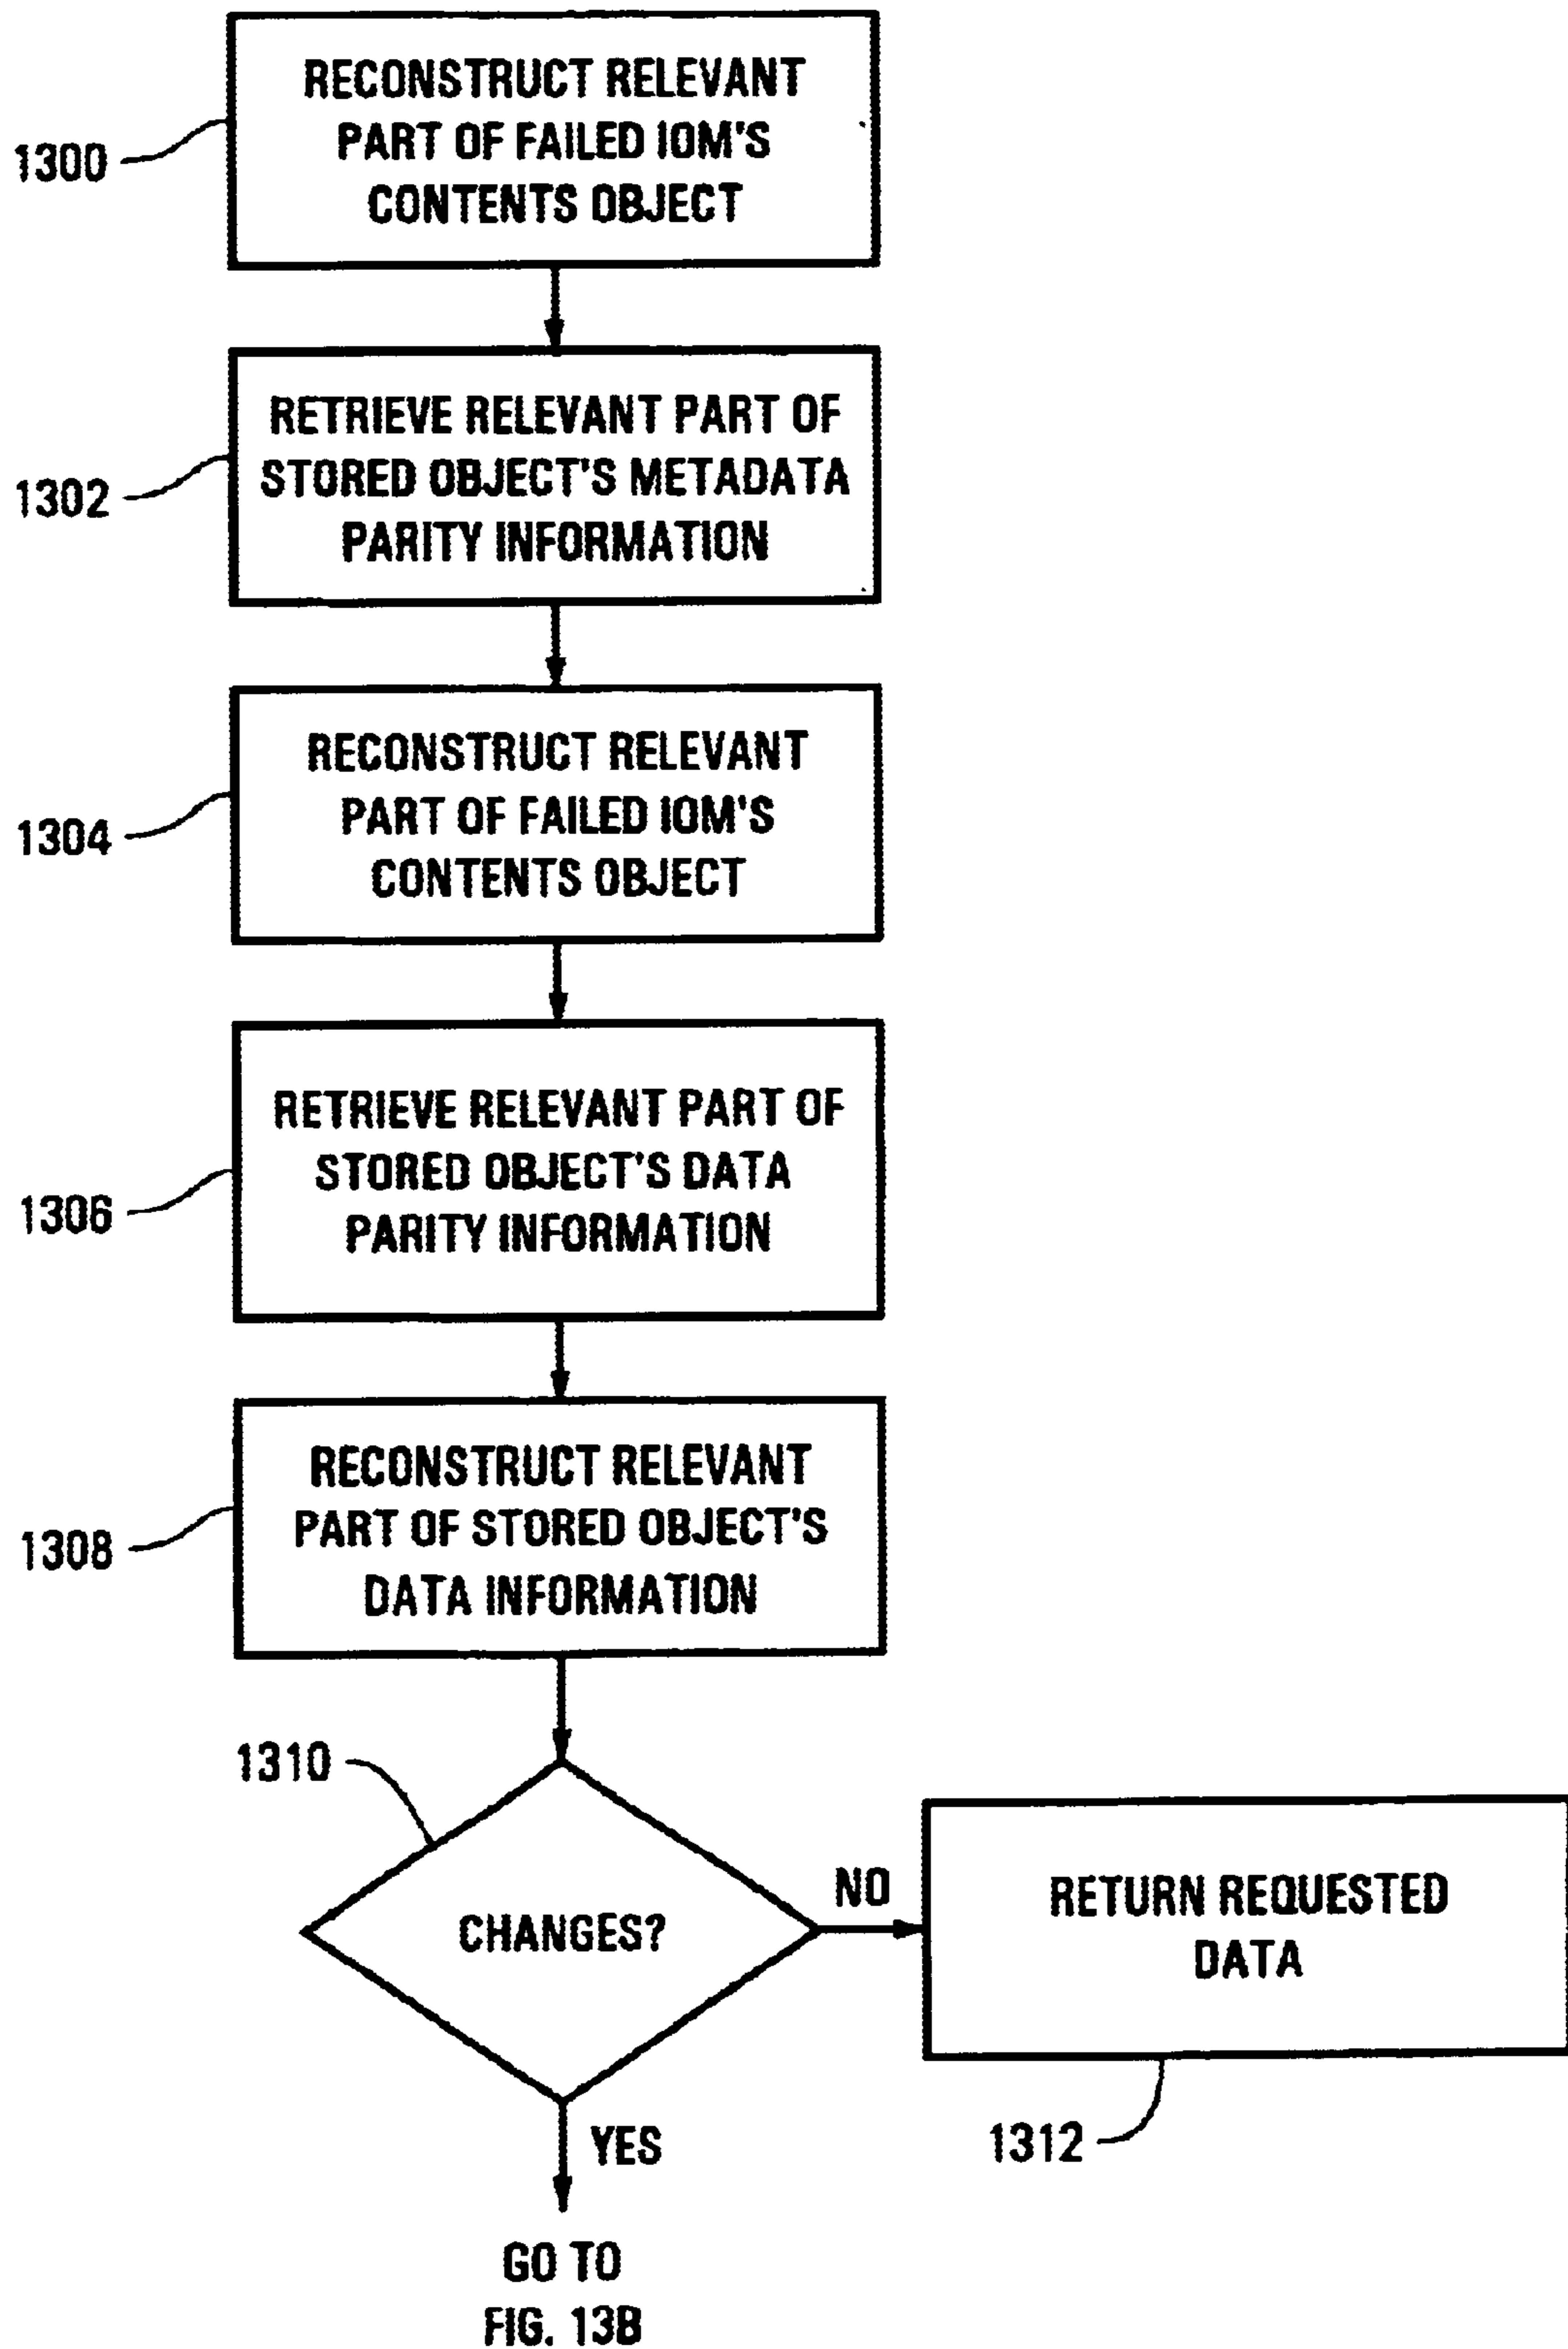 RECONSTRUCT RELEVANT
PART OF FAILED IOM'S
CONTENTS OBJECT
1300
RETRIEVE RELEVANT PART OF
STORED OBJECT'S METADATA
PARITY INFORMATION
1302
RECONSTRUCT RELEVANT
PART OF FAILED IOM'S
CONTENTS OBJECT
1304
RETRIEVE RELEVANT PART OF
STORED OBJECT'S DATA
PARITY INFORMATION
1306
RECONSTRUCT RELEVANT
PART OF STORED OBJECT'S
DATA INFORMATION
1308
1310
CHANGES?
NO
RETURN REQUESTED
DATA
1312
YES
GO TO
FIG. 13B